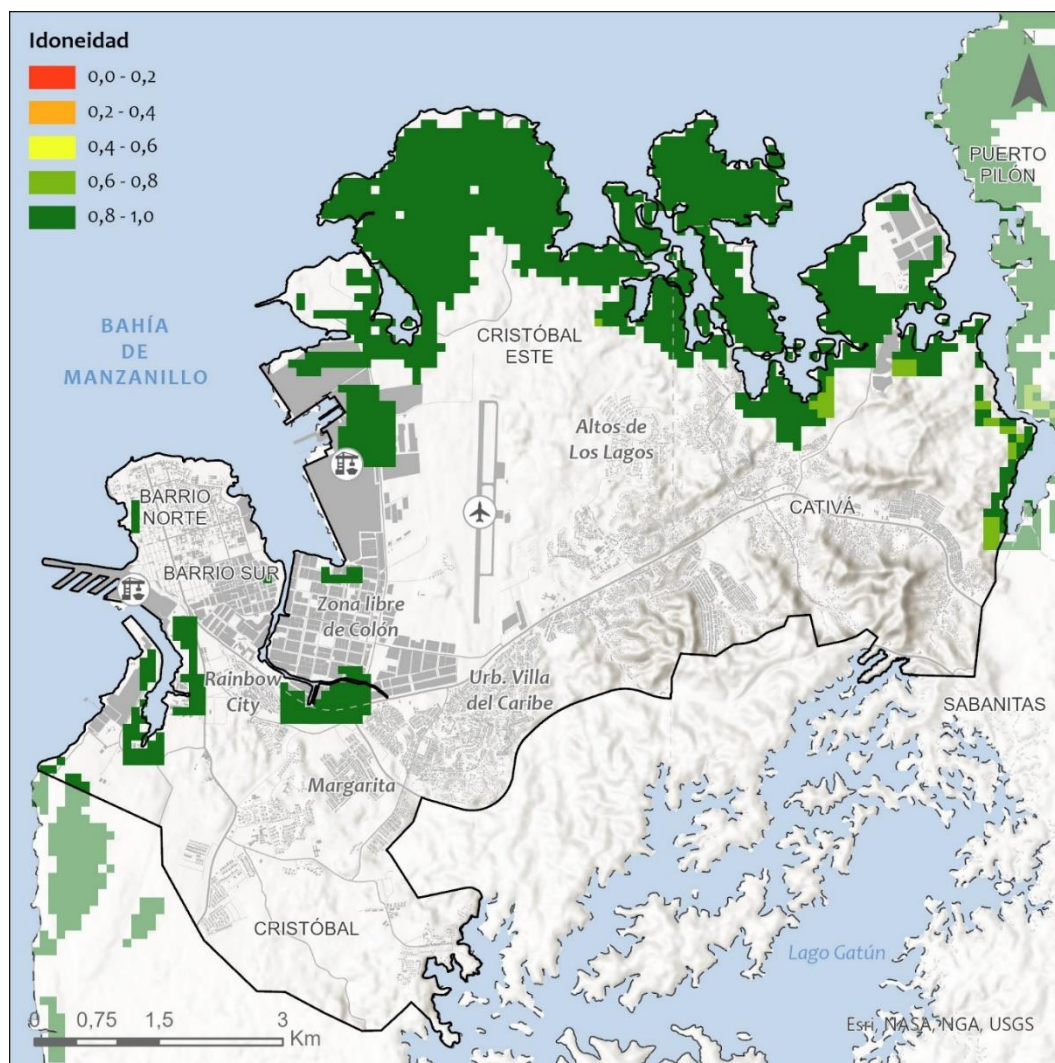 Idoneidad
0,0 - 0,2
0,2 - 0,4
0,4 - 0,6
0,6 - 0,8
0,8 - 1,0
N
PUERTO
PILÓN
BAHÍA
DE
MANZANILLO
CRISTÓBAL
ESTE
Altos de
Los Lagos
BARRIO
NORTE
CATIVÁ
BARRIO SUR
Zona libre
de Colón
Rainbow
City
Urb. Villa
del Caribe
SABANITAS
Margarita
CRISTÓBAL
Lago Gatún
0 0,75 1,5 3
Km
Esri, NASA, NGA, USGS